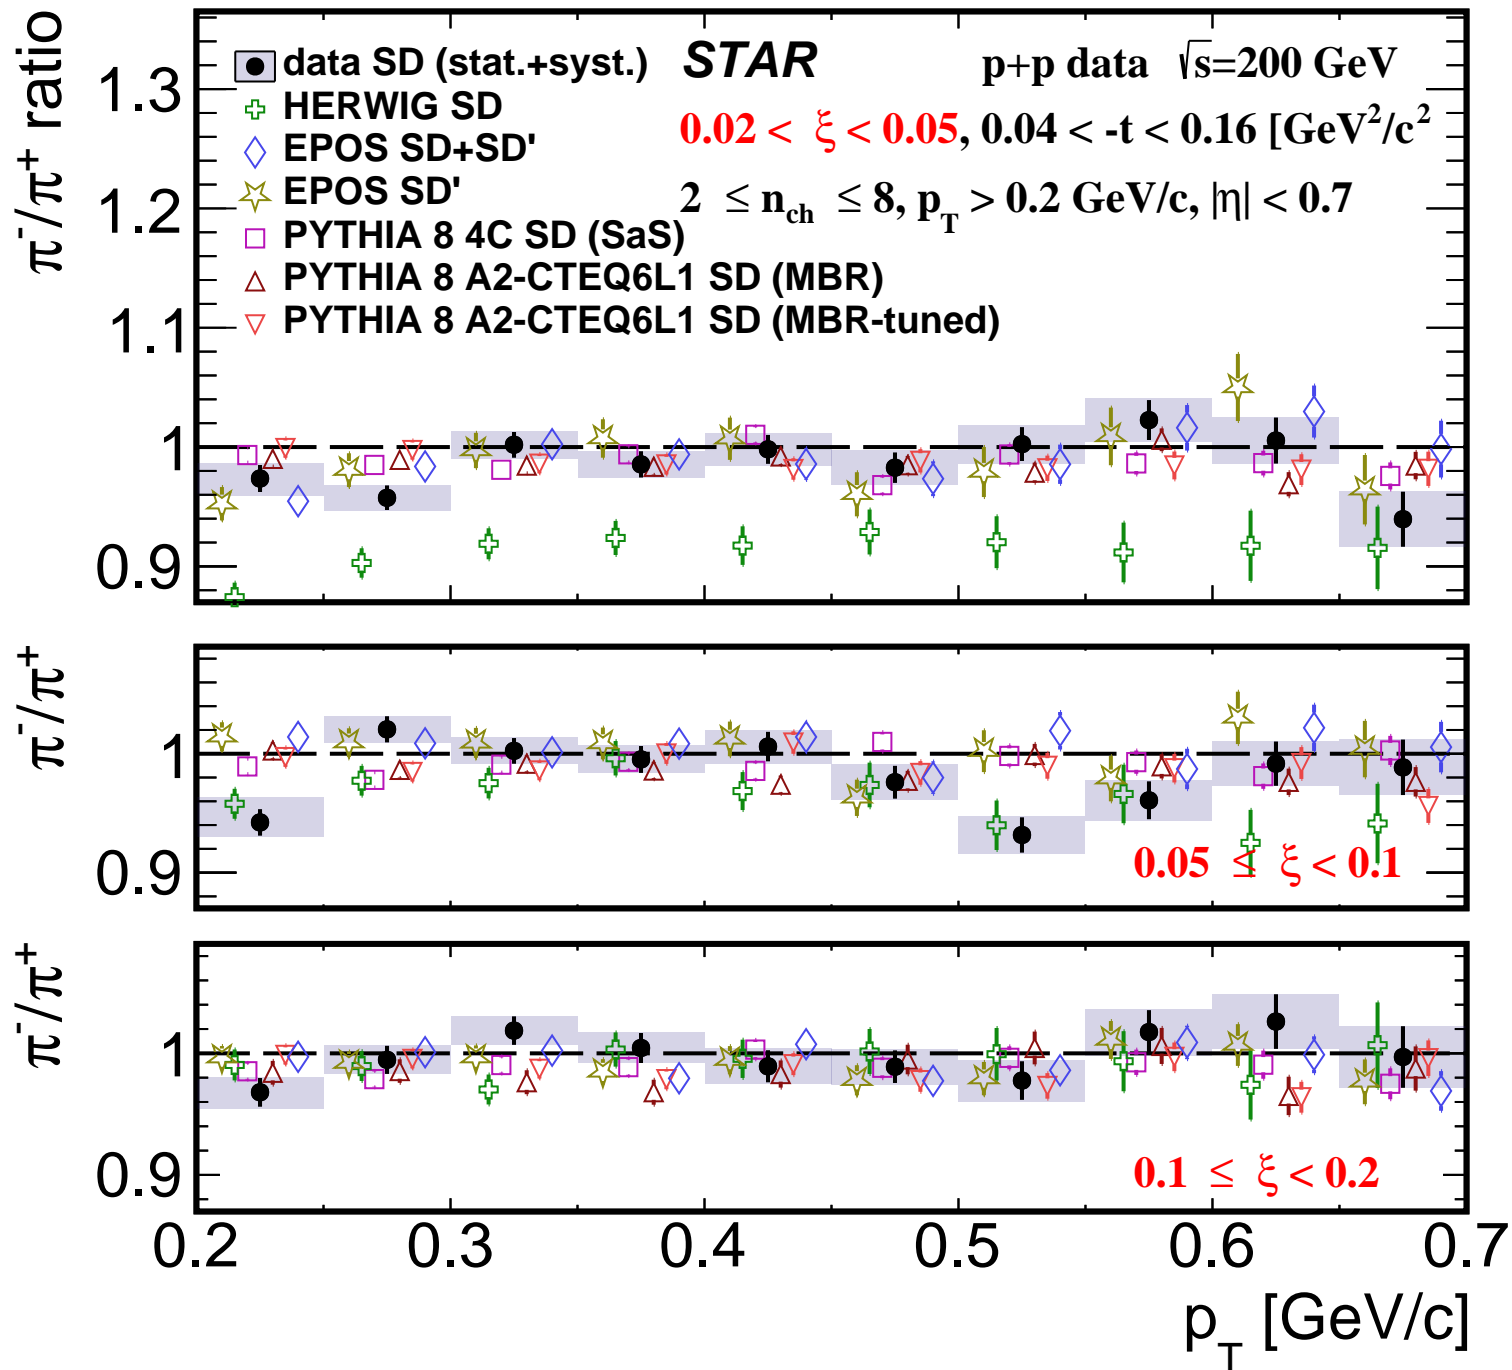 π⁻/π⁺ ratio
1.3
1.2
1.1
1
0.9
data SD (stat.+syst.)
HERWIG SD
EPOS SD+SD'
EPOS SD'
PYTHIA 8 4C SD (SaS)
PYTHIA 8 A2-CTEQ6L1 SD (MBR)
PYTHIA 8 A2-CTEQ6L1 SD (MBR-tuned)
STAR p+p data √s=200 GeV
0.02 < ξ < 0.05, 0.04 < -t < 0.16 [GeV²/c²
2 ≤ n_ch ≤ 8, p_T > 0.2 GeV/c, |η| < 0.7
π⁻/π⁺
1
0.9
0.05 ≤ ξ < 0.1
π⁻/π⁺
1
0.9
0.1 ≤ ξ < 0.2
0.2 0.3 0.4 0.5 0.6 0.7
p_T [GeV/c]